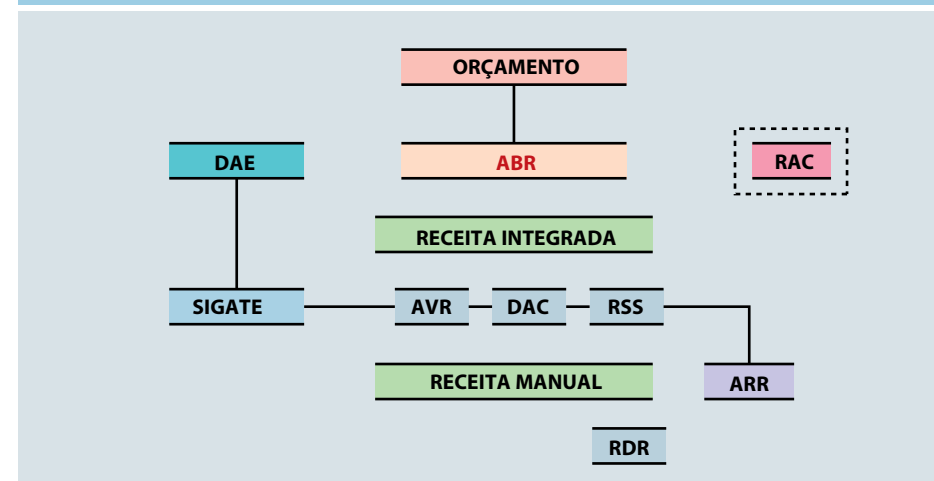 ORÇAMENTO
DAE
ABR
RAC
RECEITA INTEGRADA
SIGATE
AVR
DAC
RSS
RECEITA MANUAL
ARR
RDR